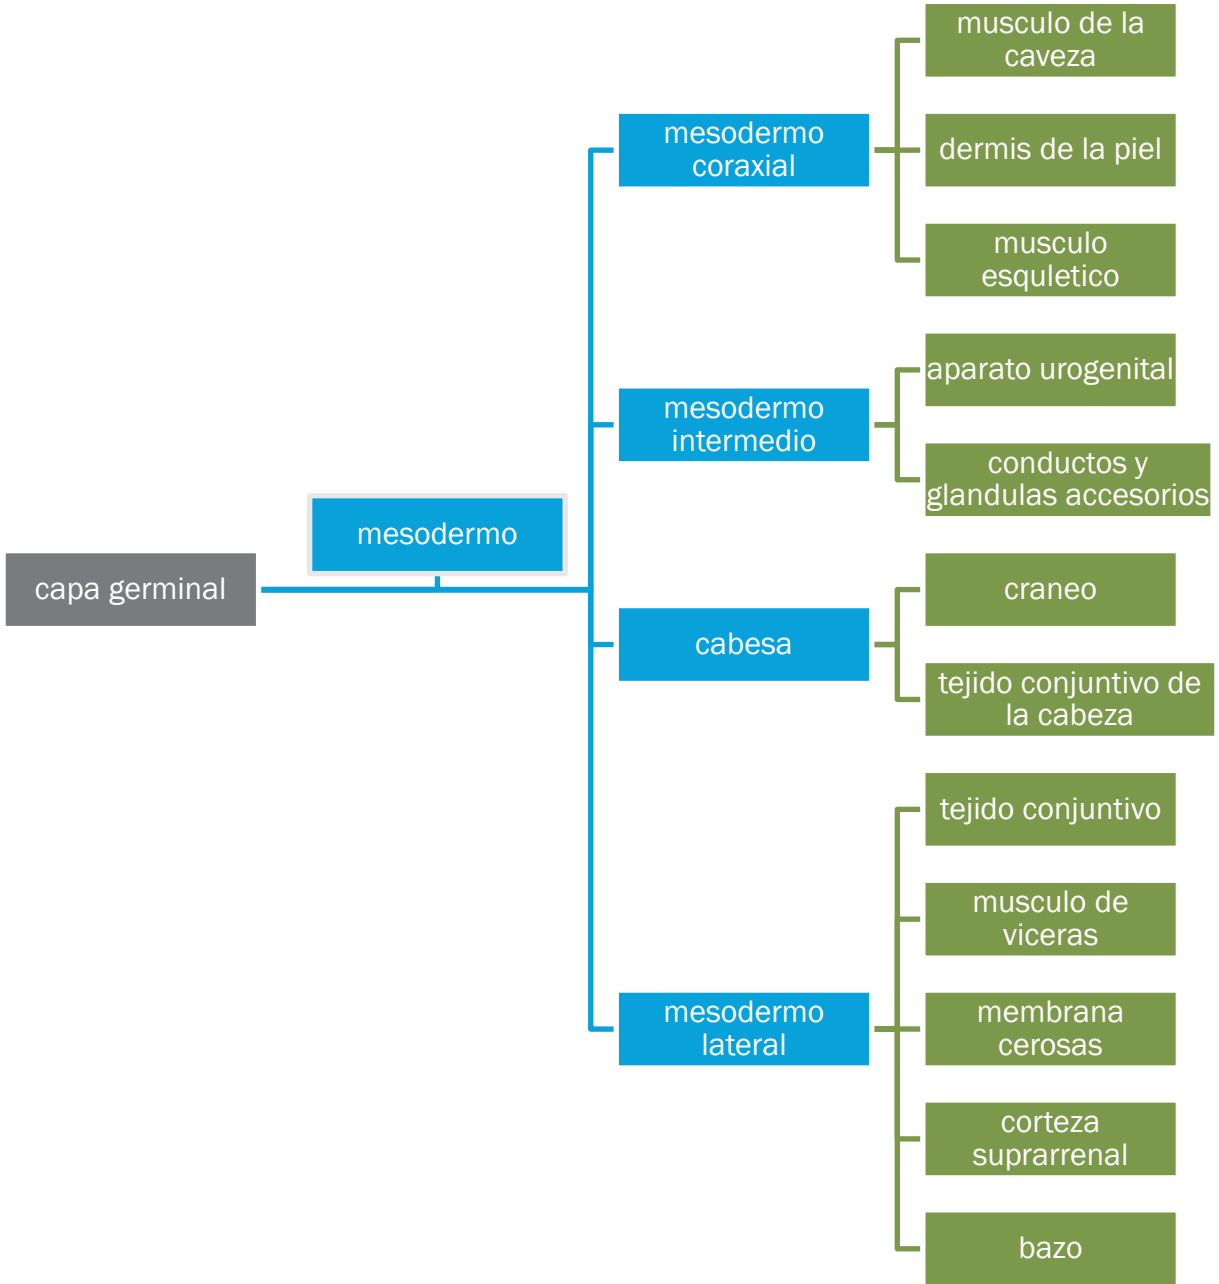 capa germinal
mesodermo
mesodermo
coraxial
musculo de la
caveza
dermis de la piel
musculo
esquletico
mesodermo
intermedio
aparato urogenital
conductos y
glandulas accesorios
cabesa
craneo
tejido conjuntivo de
la cabeza
mesodermo
lateral
tejido conjuntivo
musculo de
viceras
membrana
cerosas
corteza
suprarrenal
bazo